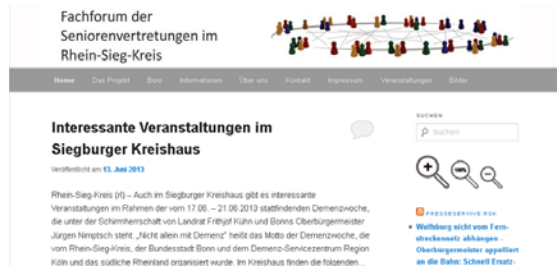 Fachforum der
Seniorenvertretungen im
Rhein-Sieg-Kreis
Home Das Projekt Büro Informationen Über uns Kontakt Impressum Veranstaltungen Bilder
Interessante Veranstaltungen im
Siegburger Kreishaus
Veröffentlicht am 13. Juni 2013
Rhein-Sieg-Kreis (rl) – Auch im Siegburger Kreishaus gibt es interessante
Veranstaltungen im Rahmen der vom 17.06. – 21.06.2013 stattfindenden Demenzwoche,
die unter der Schirmherrschaft von Landrat Frithjof Kühn und Bonns Oberbürgermeister
Jürgen Nimptsch steht. „Nicht allein mit Demenz" heißt das Motto der Demenzwoche, die
vom Rhein-Sieg-Kreis, der Bundesstadt Bonn und dem Demenz-Servicezentrum Region
Köln und das südliche Rheinland organisiert wurde. Im Kreishaus finden die folgenden...
SUCHEN
Suchen
100%
PRESSESERVIVE RSK
Wolfsburg nicht vom Fern-
streckennetz abhängen -
Oberbürgermeister appelliert
an die Bahn: Schnell Ersatz-